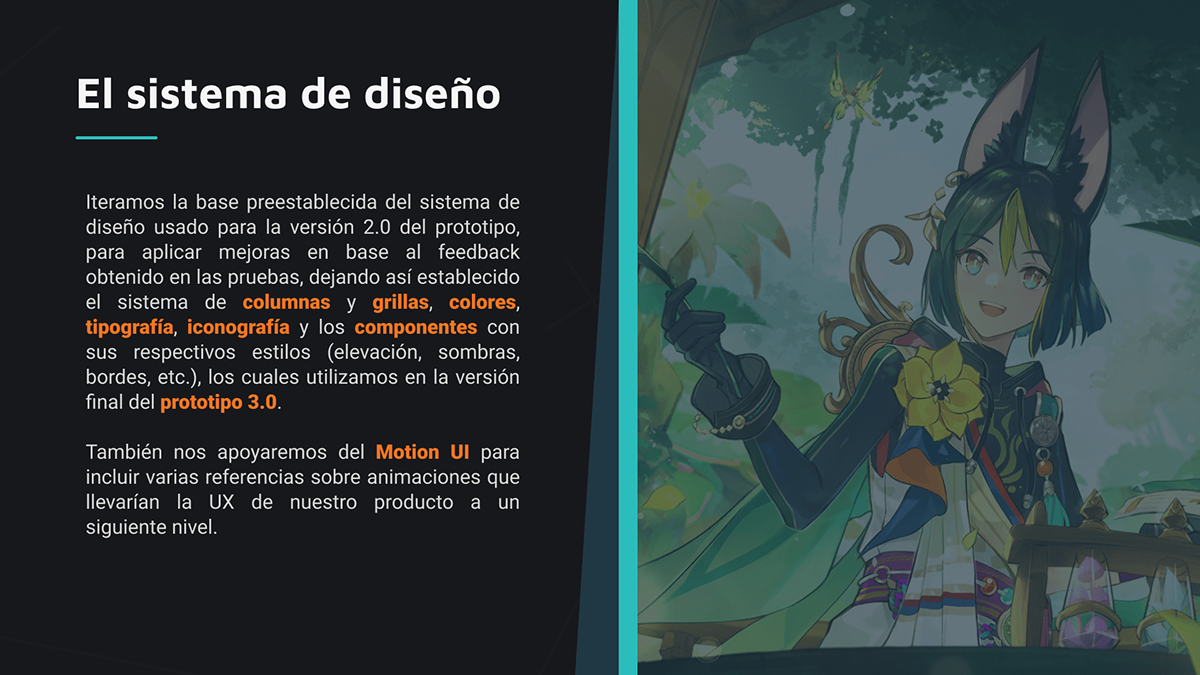 El sistema de diseño
Iteramos la base preestablecida del sistema de
diseño usado para la versión 2.0 del prototipo,
para aplicar mejoras en base al feedback
obtenido en las pruebas, dejando así establecido
el sistema de columnas y grillas, colores,
tipografía, iconografía y los componentes con
sus respectivos estilos (elevación, sombras,
bordes, etc.), los cuales utilizamos en la versión
final del prototipo 3.0.
También nos apoyaremos del Motion UI para
incluir varias referencias sobre animaciones que
llevarían la UX de nuestro producto a un
siguiente nivel.